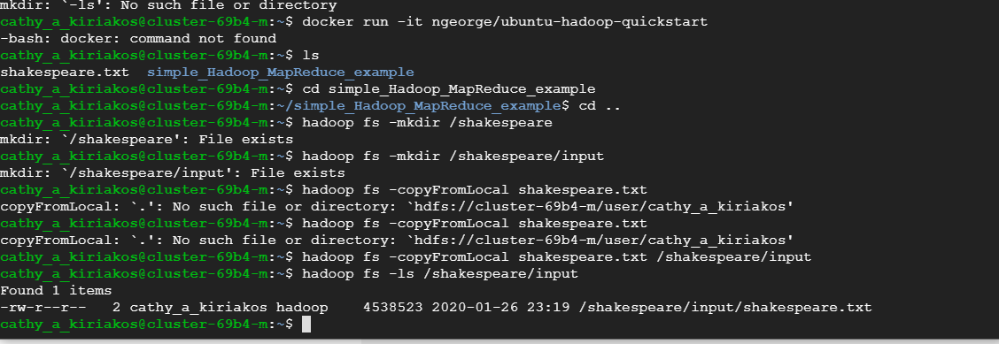 mkdir: `-ls': No such file or directory
cathy_a_kiriakos@cluster-69b4-m:~$ docker run -it ngeorge/ubuntu-hadoop-quickstart
-bash: docker: command not found
cathy_a_kiriakos@cluster-69b4-m:~$ ls
shakespeare.txt  simple_Hadoop_MapReduce_example
cathy_a_kiriakos@cluster-69b4-m:~$ cd simple_Hadoop_MapReduce_example
cathy_a_kiriakos@cluster-69b4-m:~/simple_Hadoop_MapReduce_example$ cd ..
cathy_a_kiriakos@cluster-69b4-m:~$ hadoop fs -mkdir /shakespeare
mkdir: `/shakespeare': File exists
cathy_a_kiriakos@cluster-69b4-m:~$ hadoop fs -mkdir /shakespeare/input
mkdir: `/shakespeare/input': File exists
cathy_a_kiriakos@cluster-69b4-m:~$ hadoop fs -copyFromLocal shakespeare.txt
copyFromLocal: `.': No such file or directory: `hdfs://cluster-69b4-m/user/cathy_a_kiriakos'
cathy_a_kiriakos@cluster-69b4-m:~$ hadoop fs -copyFromLocal shakespeare.txt
copyFromLocal: `.': No such file or directory: `hdfs://cluster-69b4-m/user/cathy_a_kiriakos'
cathy_a_kiriakos@cluster-69b4-m:~$ hadoop fs -copyFromLocal shakespeare.txt /shakespeare/input
cathy_a_kiriakos@cluster-69b4-m:~$ hadoop fs -ls /shakespeare/input
Found 1 items
-rw-r--r--   2 cathy_a_kiriakos hadoop    4538523 2020-01-26 23:19 /shakespeare/input/shakespeare.txt
cathy_a_kiriakos@cluster-69b4-m:~$